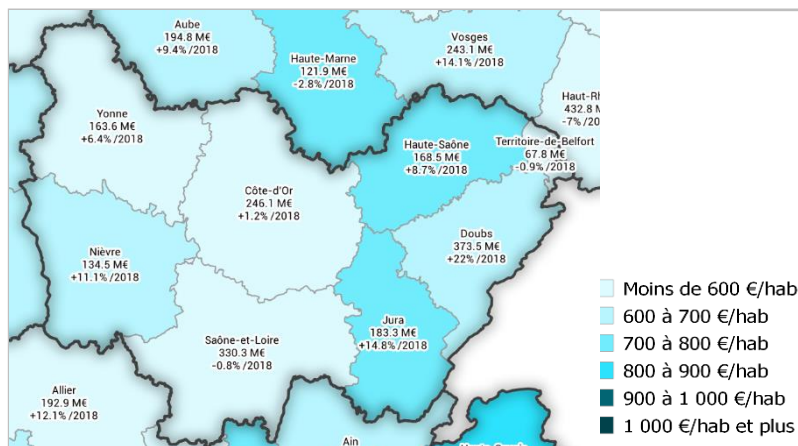 Aube
194.8 M€
+9.4% /2018
Haute-Marne
121.9 M€
-2.8% /2018
Vosges
243.1 M€
+14.1% /2018
Haut-Rh
432.8 M
-7% /20
Yonne
163.6 M€
+6.4% /2018
Haute-Saône
168.5 M€
+8.7% /2018
Territoire-de-Belfort
67.8 M€
-0.9% /2018
Côte-d'Or
246.1 M€
+1.2% /2018
Doubs
373.5 M€
+22% /2018
Nièvre
134.5 M€
+11.1% /2018
Jura
183.3 M€
+14.8% /2018
Saône-et-Loire
330.3 M€
-0.8% /2018
Allier
192.9 M€
+12.1% /2018
Ain
Moins de 600 €/hab
600 à 700 €/hab
700 à 800 €/hab
800 à 900 €/hab
900 à 1 000 €/hab
1 000 €/hab et plus